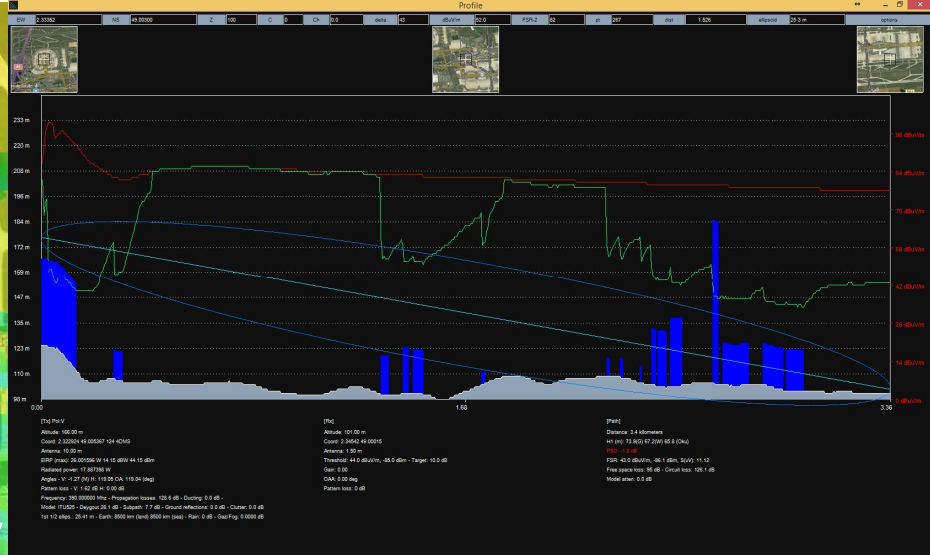 Profile
EW 2.33352 NS 49.00300 Z 100 C 0 Ch 0.0 delta 43 dBuV/m 52.0 FSR-Z 82 pt 267 dist 1.526 ellipsoid 25.3 m options
233 m
220 m
208 m
196 m
184 m
172 m
159 m
147 m
135 m
123 m
110 m
98 m
98 dBuV/m
84 dBuV/m
70 dBuV/m
56 dBuV/m
42 dBuV/m
28 dBuV/m
14 dBuV/m
0 dBuV/m
0.00 1.68 3.36
[Tx] Pol:V
Altitude: 166.00 m
Coord: 2.322924 49.005367 124 4DMS
Antenna: 10.00 m
EIRP (max): 26.001596 W 14.15 dBW 44.15 dBm
Radiated power: 17.887398 W
Angles - V: -1.27 (M) H: 119.05 OA: 119.04 (deg)
Pattern loss - V: 1.62 dB H: 0.00 dB
Frequency: 390.000000 Mhz - Propagation losses: 128.6 dB - Ducting: 0.0 dB -
Model: ITU525 - Deygout 26.1 dB - Subpath: 7.7 dB - Ground reflections: 0.0 dB - Clutter: 0.0 dB
1st 1/2 ellips.: 25.41 m - Earth: 8500 km (land) 8500 km (sea) - Rain: 0 dB - Gaz/Fog: 0.0000 dB
[Rx]
Altitude: 101.00 m
Coord: 2.34542 49.00015
Antenna: 1.50 m
Threshold: 44.0 dBuV/m, -85.0 dBm - Target: 10.0 dB
Gain: 0.00
OAA: 0.00 deg
Pattern loss: 0 dB
[Path]
Distance: 3.4 kilometers
H1 (m): 73.9(G) 67.2(W) 65.8 (Oku)
FSR: 43.0 dBuV/m, -86.1 dBm, S(uV): 11.12
Free space loss: 95 dB - Circuit loss: 126.1 dB
Model atten: 0.0 dB